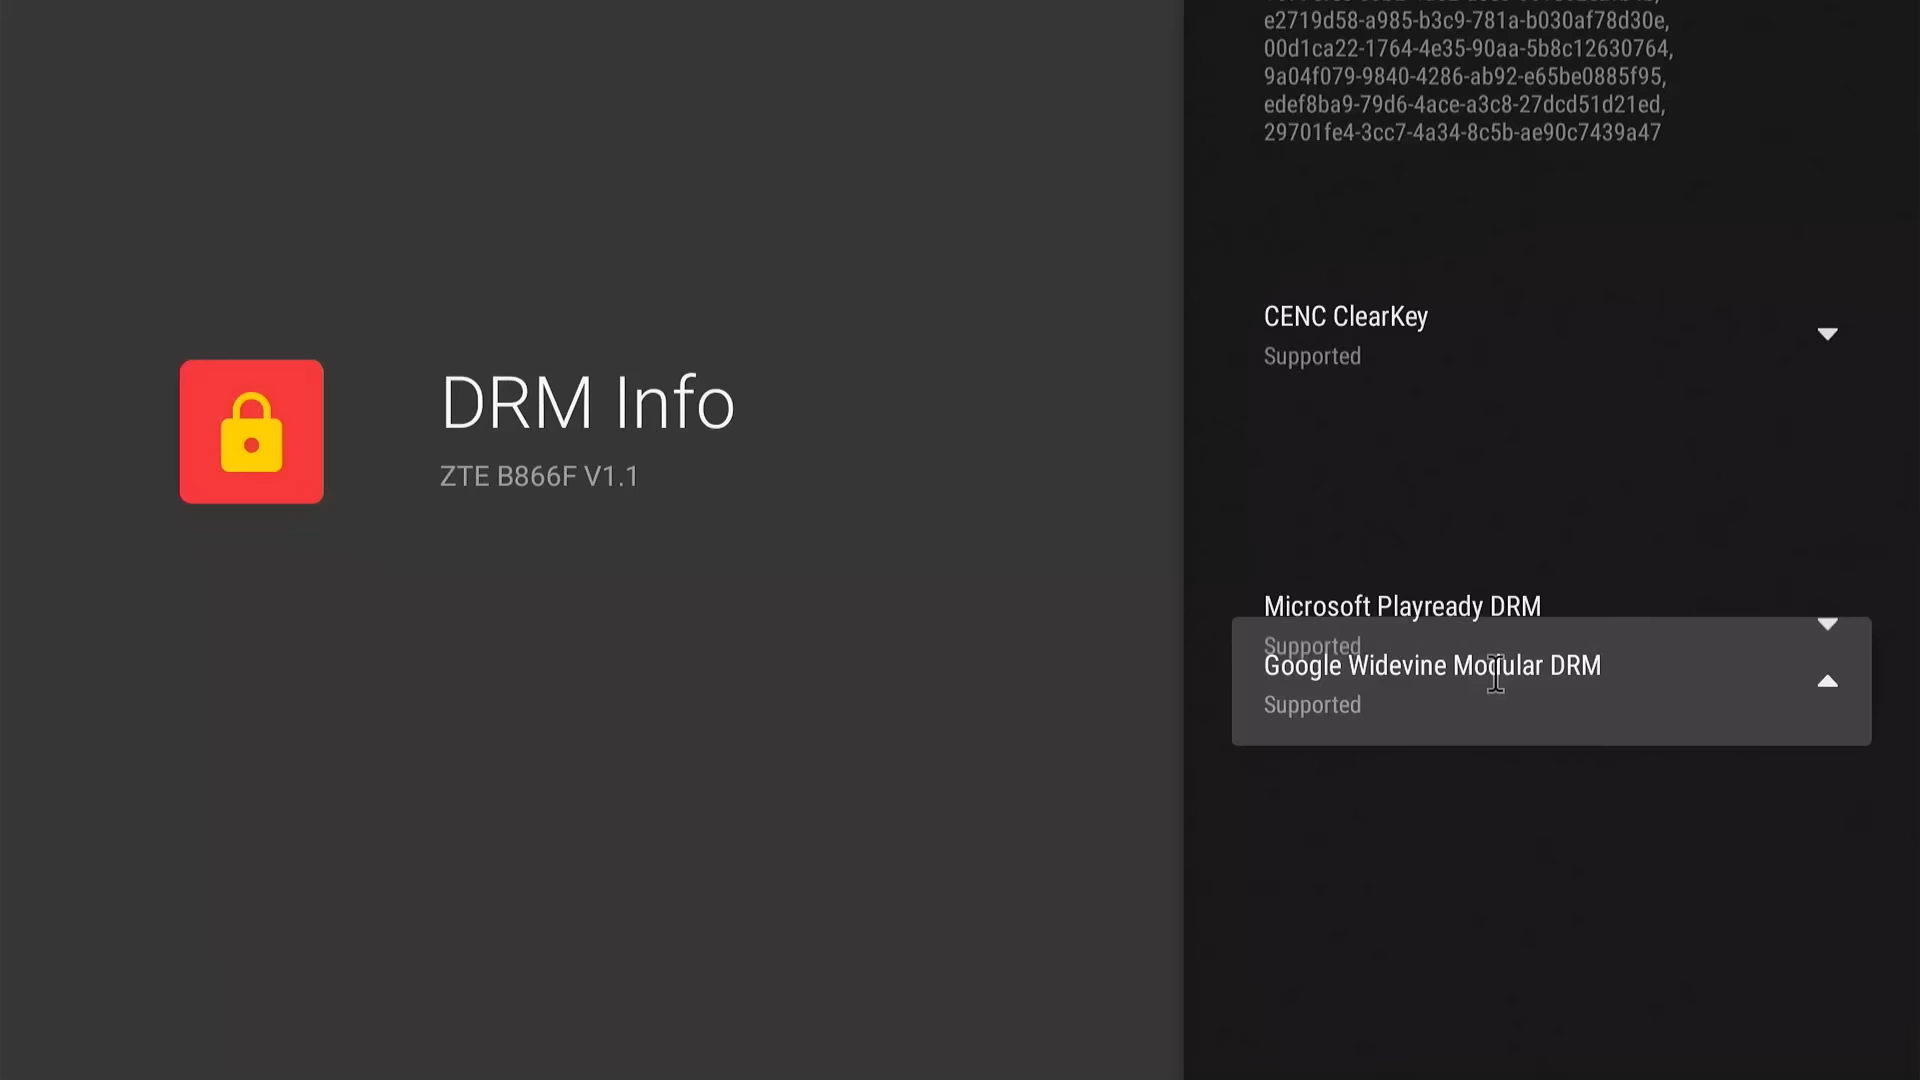 e2719d58-a985-b3c9-781a-b030af78d30e,
00d1ca22-1764-4e35-90aa-5b8c12630764,
9a04f079-9840-4286-ab92-e65be0885f95,
edef8ba9-79d6-4ace-a3c8-27dcd51d21ed,
29701fe4-3cc7-4a34-8c5b-ae90c7439a47
CENC ClearKey
Supported
DRM Info
ZTE B866F V1.1
Microsoft Playready DRM
Supported
Google Widevine Modular DRM
Supported